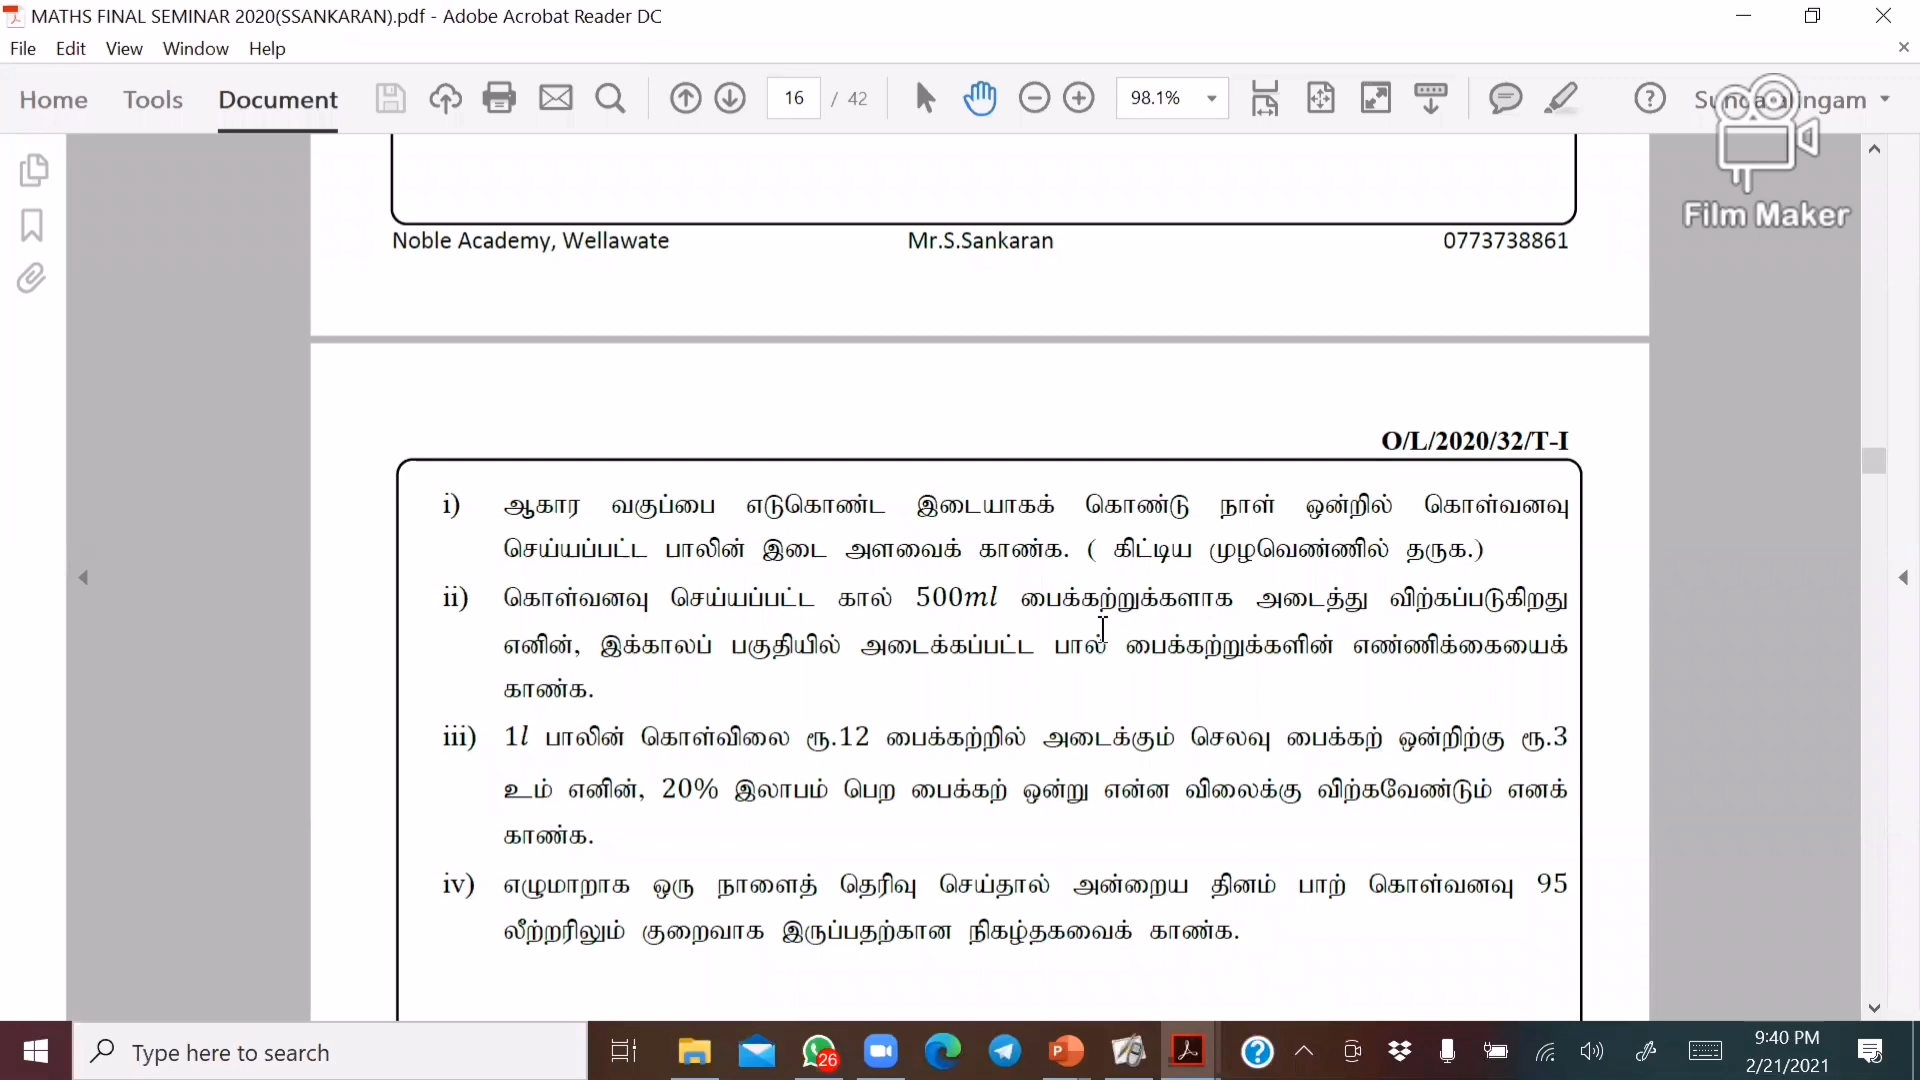 MATHS FINAL SEMINAR 2020(SSANKARAN).pdf - Adobe Acrobat Reader DC
File Edit View Window Help
Home Tools Document 16 / 42 98.1%
Film Maker
Noble Academy, Wellawate Mr.S.Sankaran 0773738861
O/L/2020/32/T-I
i) ஆகார வகுப்பை எடுகொண்ட இடையாகக் கொண்டு நாள் ஒன்றில் கொள்வனவு
செய்யப்பட்ட பாலின் இடை அளவைக் காண்க. ( கிட்டிய முழவெண்ணில் தருக.)
ii) கொள்வனவு செய்யப்பட்ட கால் 500ml பைக்கற்றுக்களாக அடைத்து விற்கப்படுகிறது
எனின், இக்காலப் பகுதியில் அடைக்கப்பட்ட பால் பைக்கற்றுக்களின் எண்ணிக்கையைக்
காண்க.
iii) 1l பாலின் கொள்விலை ரூ.12 பைக்கற்றில் அடைக்கும் செலவு பைக்கற் ஒன்றிற்கு ரூ.3
உம் எனின், 20% இலாபம் பெற பைக்கற் ஒன்று என்ன விலைக்கு விற்கவேண்டும் எனக்
காண்க.
iv) எழுமாறாக ஒரு நாளைத் தெரிவு செய்தால் அன்றைய தினம் பாற் கொள்வனவு 95
லீற்றரிலும் குறைவாக இருப்பதற்கான நிகழ்தகவைக் காண்க.
Type here to search
26
9:40 PM
2/21/2021